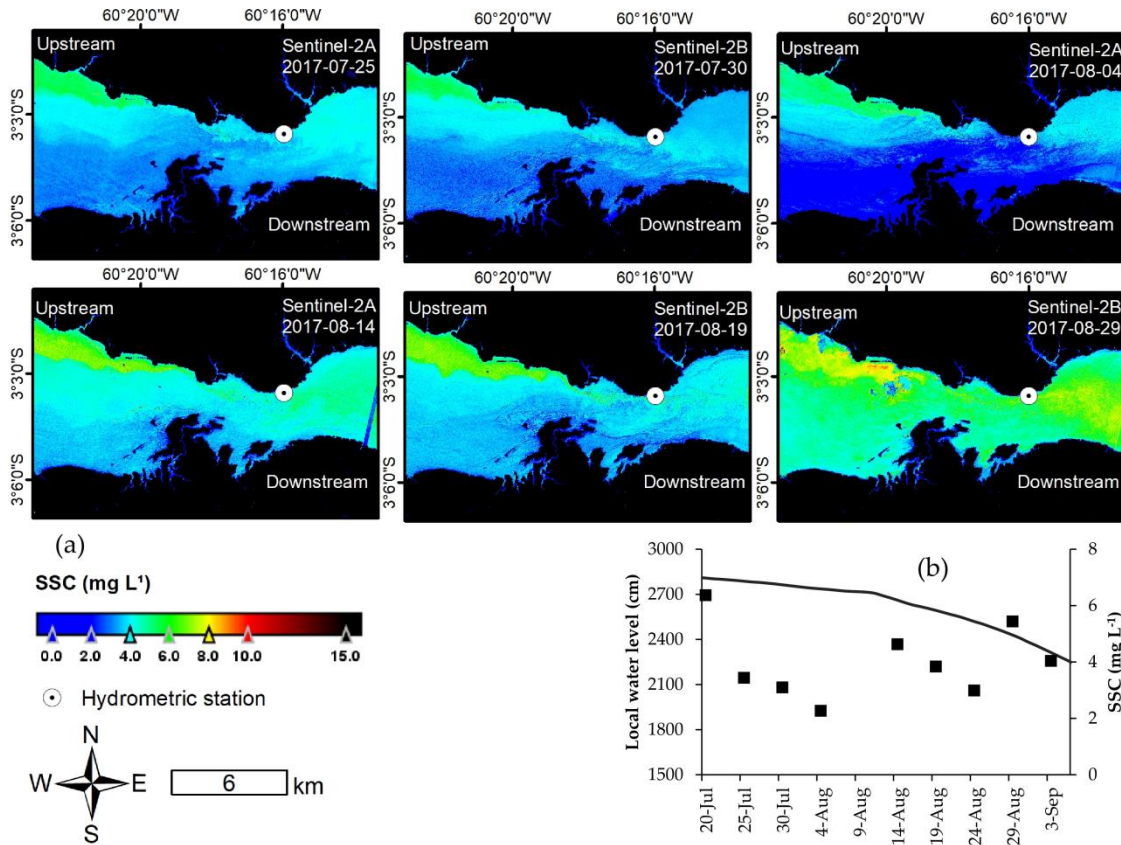 60°20'0"W 60°16'0"W 60°20'0"W 60°16'0"W 60°20'0"W 60°16'0"W
Upstream
Sentinel-2A
2017-07-25
3°3'0"S
3°6'0"S
Downstream
Upstream
Sentinel-2B
2017-07-30
3°3'0"S
3°6'0"S
Downstream
Upstream
Sentinel-2A
2017-08-04
3°3'0"S
3°6'0"S
Downstream
60°20'0"W 60°16'0"W 60°20'0"W 60°16'0"W 60°20'0"W 60°16'0"W
Upstream
Sentinel-2A
2017-08-14
3°3'0"S
3°6'0"S
Downstream
Upstream
Sentinel-2B
2017-08-19
3°3'0"S
3°6'0"S
Downstream
Upstream
Sentinel-2B
2017-08-29
3°3'0"S
3°6'0"S
Downstream
(a)
SSC (mg L¹)
0.0 2.0 4.0 6.0 8.0 10.0 15.0
Hydrometric station
N
W E
S
6 km
(b)
Local water level (cm)
3000
2700
2400
2100
1800
1500
8
6
4
2
0
SSC (mg L⁻¹)
20-Jul
25-Jul
30-Jul
4-Aug
9-Aug
14-Aug
19-Aug
24-Aug
29-Aug
3-Sep